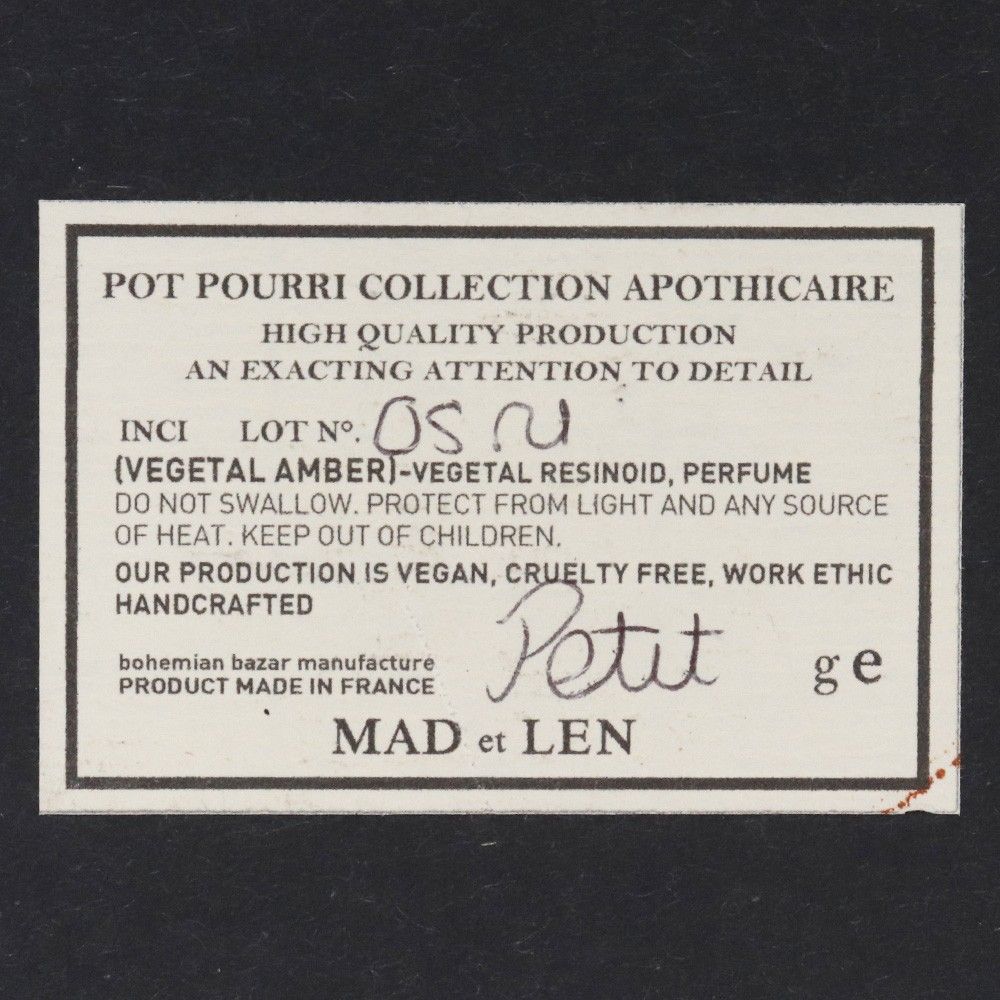 POT POURRI COLLECTION APOTHICAIRE
HIGH QUALITY PRODUCTION
AN EXACTING ATTENTION TO DETAIL
INCI LOT Nº.
(VEGETAL AMBER)-VEGETAL RESINOID, PERFUME
DO NOT SWALLOW. PROTECT FROM LIGHT AND ANY SOURCE
OF HEAT. KEEP OUT OF CHILDREN.
OUR PRODUCTION IS VEGAN, CRUELTY FREE, WORK ETHIC
HANDCRAFTED
Petit
bohemian bazar manufacture
PRODUCT MADE IN FRANCE
g e
MAD et LEN